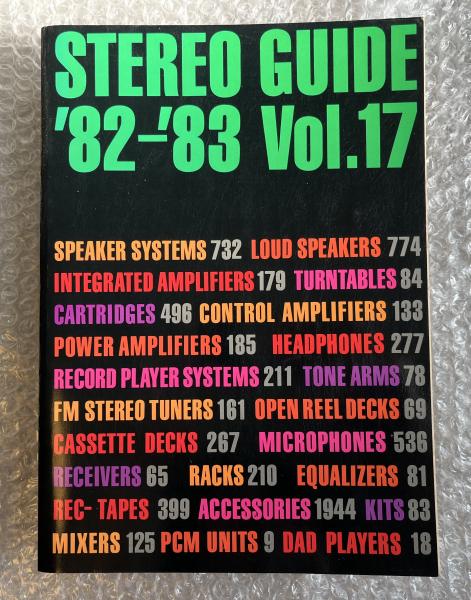 STEREO GUIDE
'82-'83 Vol.17
SPEAKER SYSTEMS 732 LOUD SPEAKERS 774
INTEGRATED AMPLIFIERS 179 TURNTABLES 84
CARTRIDGES 496 CONTROL AMPLIFIERS 133
POWER AMPLIFIERS 185 HEADPHONES 277
RECORD PLAYER SYSTEMS 211 TONE ARMS 78
FM STEREO TUNERS 161 OPEN REEL DECKS 69
CASSETTE DECKS 267 MICROPHONES 536
RECEIVERS 65 RACKS 210 EQUALIZERS 81
REC- TAPES 399 ACCESSORIES 1944 KITS 83
MIXERS 125 PCM UNITS 9 DAD PLAYERS 18